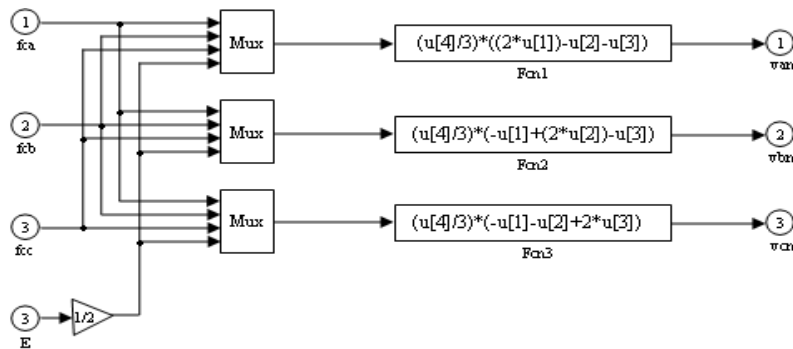 1
fca
Mux
(u[4]/3)*((2*u[1])-u[2]-u[3])
Fcn1
1
van
2
fcb
Mux
(u[4]/3)*(-u[1]+(2*u[2])-u[3])
Fcn2
2
vbn
3
fcc
Mux
(u[4]/3)*(-u[1]-u[2]+2*u[3])
Fcn3
3
vcn
3
E
1/2